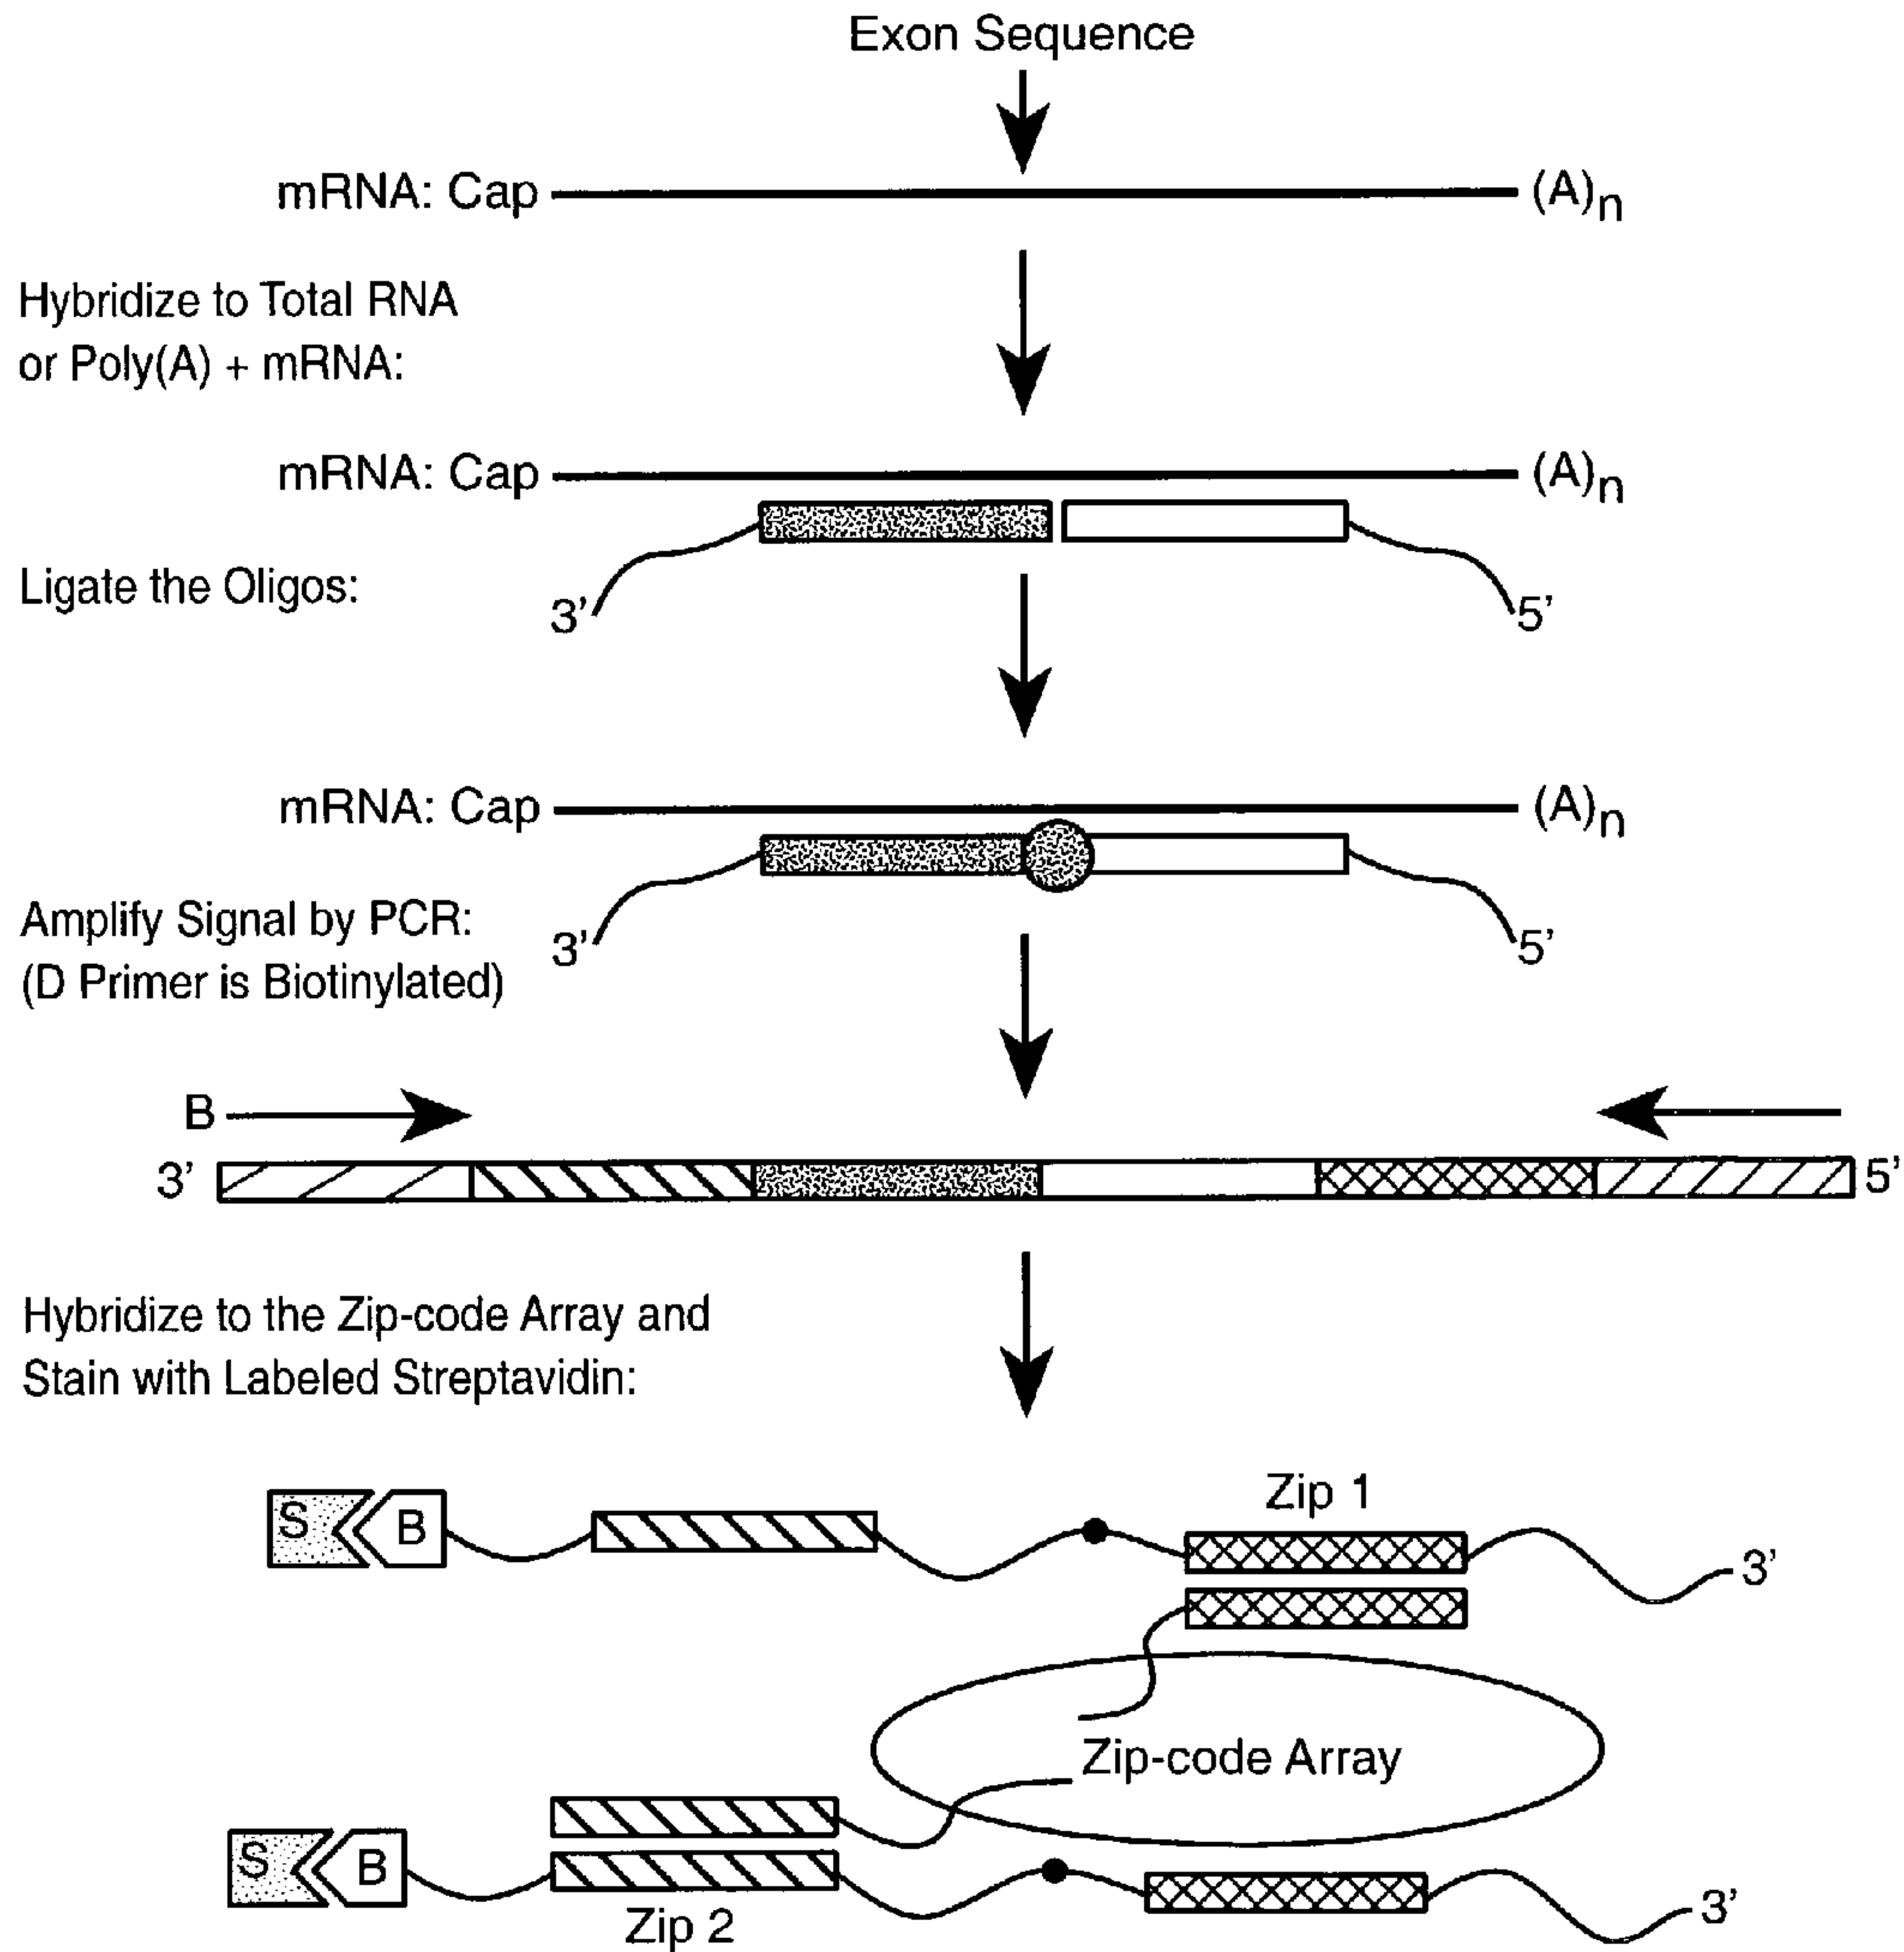 Exon Sequence
mRNA: Cap (A)n
Hybridize to Total RNA
or Poly(A) + mRNA:
mRNA: Cap (A)n
Ligate the Oligos:
3’ 5’
mRNA: Cap (A)n
Amplify Signal by PCR:
3’ 5’
(D Primer is Biotinylated)
B
3’ 5’
Hybridize to the Zip-code Array and
Stain with Labeled Streptavidin:
Zip 1
S B
3’
Zip-code Array
S B
3’
Zip 2